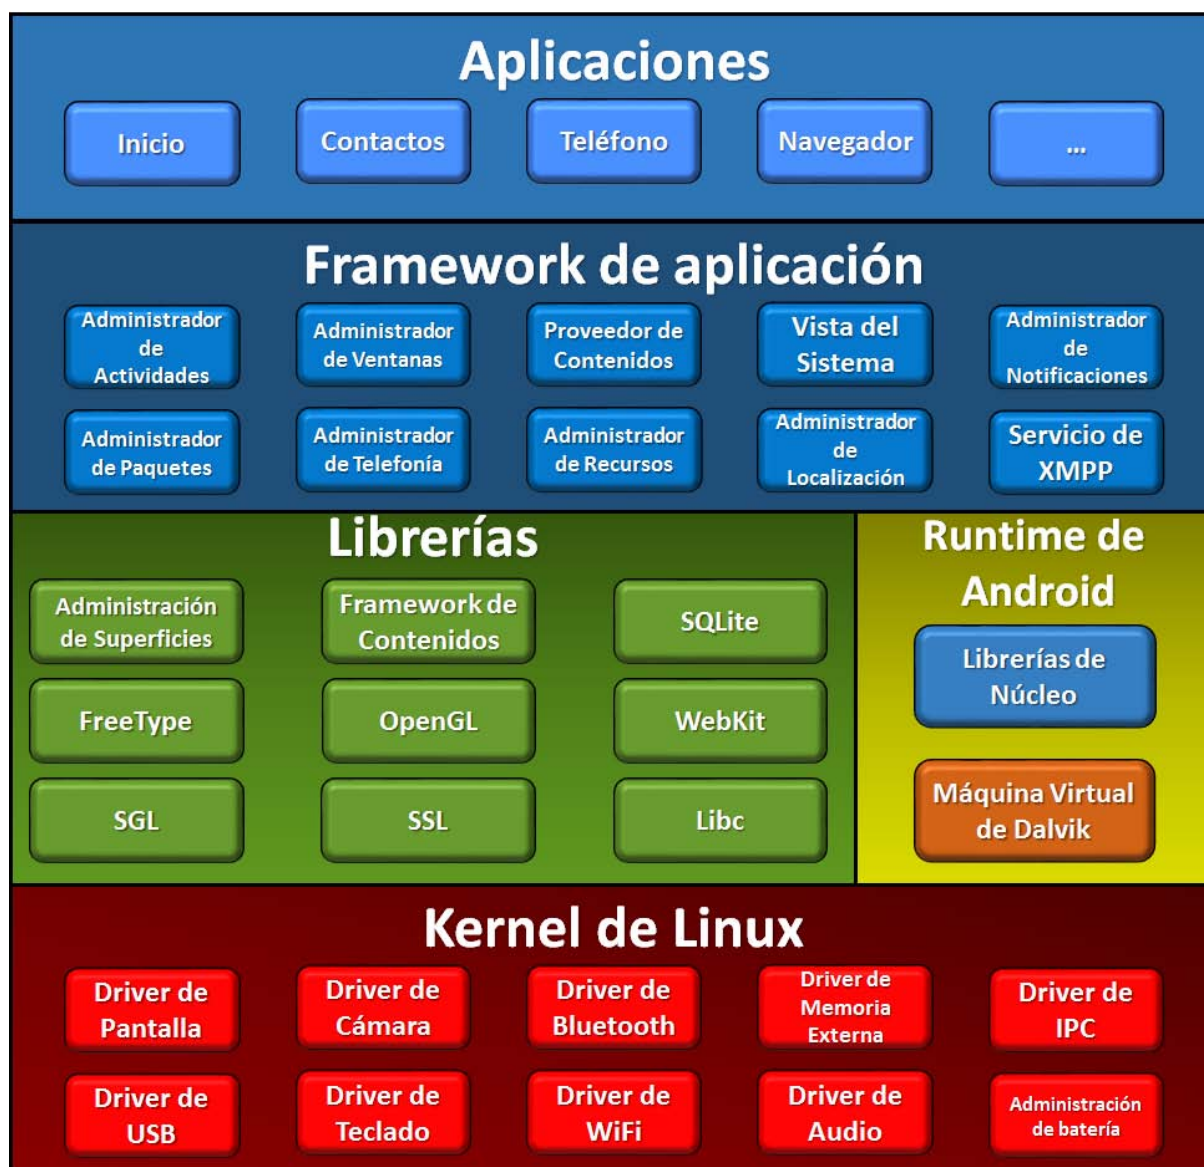 Aplicaciones
Inicio
Contactos
Teléfono
Navegador
...
Framework de aplicación
Administrador
de
Actividades
Administrador
de Ventanas
Proveedor de
Contenidos
Vista del
Sistema
Administrador
de
Notificaciones
Administrador
de Paquetes
Administrador
de Telefonía
Administrador
de Recursos
Administrador
de
Localización
Servicio de
XMPP
Librerías
Administración
de Superficies
Framework de
Contenidos
SQLite
FreeType
OpenGL
WebKit
SGL
SSL
Libc
Runtime de
Android
Librerías de
Núcleo
Máquina Virtual
de Dalvik
Kernel de Linux
Driver de
Pantalla
Driver de
Cámara
Driver de
Bluetooth
Driver de
Memoria
Externa
Driver de
IPC
Driver de
USB
Driver de
Teclado
Driver de
WiFi
Driver de
Audio
Administración
de batería